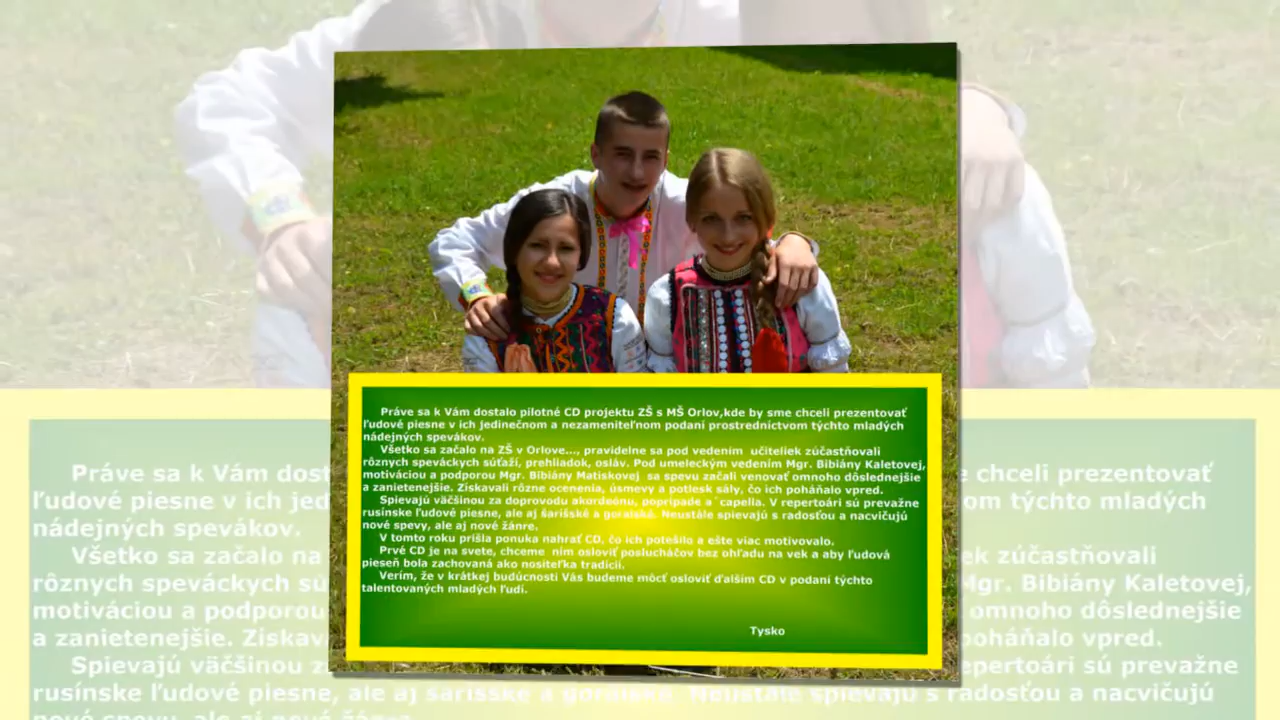 Práve sa k Vám dostalo pilotné CD projektu ZŠ s MŠ Orlov,kde by sme chceli prezentovať
ľudové piesne v ich jedinečnom a nezameniteľnom podaní prostredníctvom týchto mladých
nádejných spevákov.
Všetko sa začalo na ZŠ v Orlove..., pravidelne sa pod vedením učiteliek zúčastňovali
rôznych speváckych súťaží, prehliadok, osláv. Pod umeleckým vedením Mgr. Bibiány Kaletovej,
motiváciou a podporou Mgr. Bibiány Matiskovej sa spevu začali venovať omnoho dôslednejšie
a zanietenejšie. Získavali rôzne ocenenia, úsmevy a potlesk sály, čo ich poháňalo vpred.
Spievajú väčšinou za doprovodu akordeónu, popripade a´capella. V repertoári sú prevažne
rusínske ľudové piesne, ale aj šarišské a goralské. Neustále spievajú s radosťou a nacvičujú
nové spevy, ale aj nové žánre.
V tomto roku prišla ponuka nahrať CD, čo ich potešilo a ešte viac motivovalo.
Prvé CD je na svete, chceme ním osloviť poslucháčov bez ohľadu na vek a aby ľudová
pieseň bola zachovaná ako nositeľka tradícií.
Verím, že v krátkej budúcnosti Vás budeme môcť osloviť ďalším CD v podaní týchto
talentovaných mladých ľudí.
Tysko